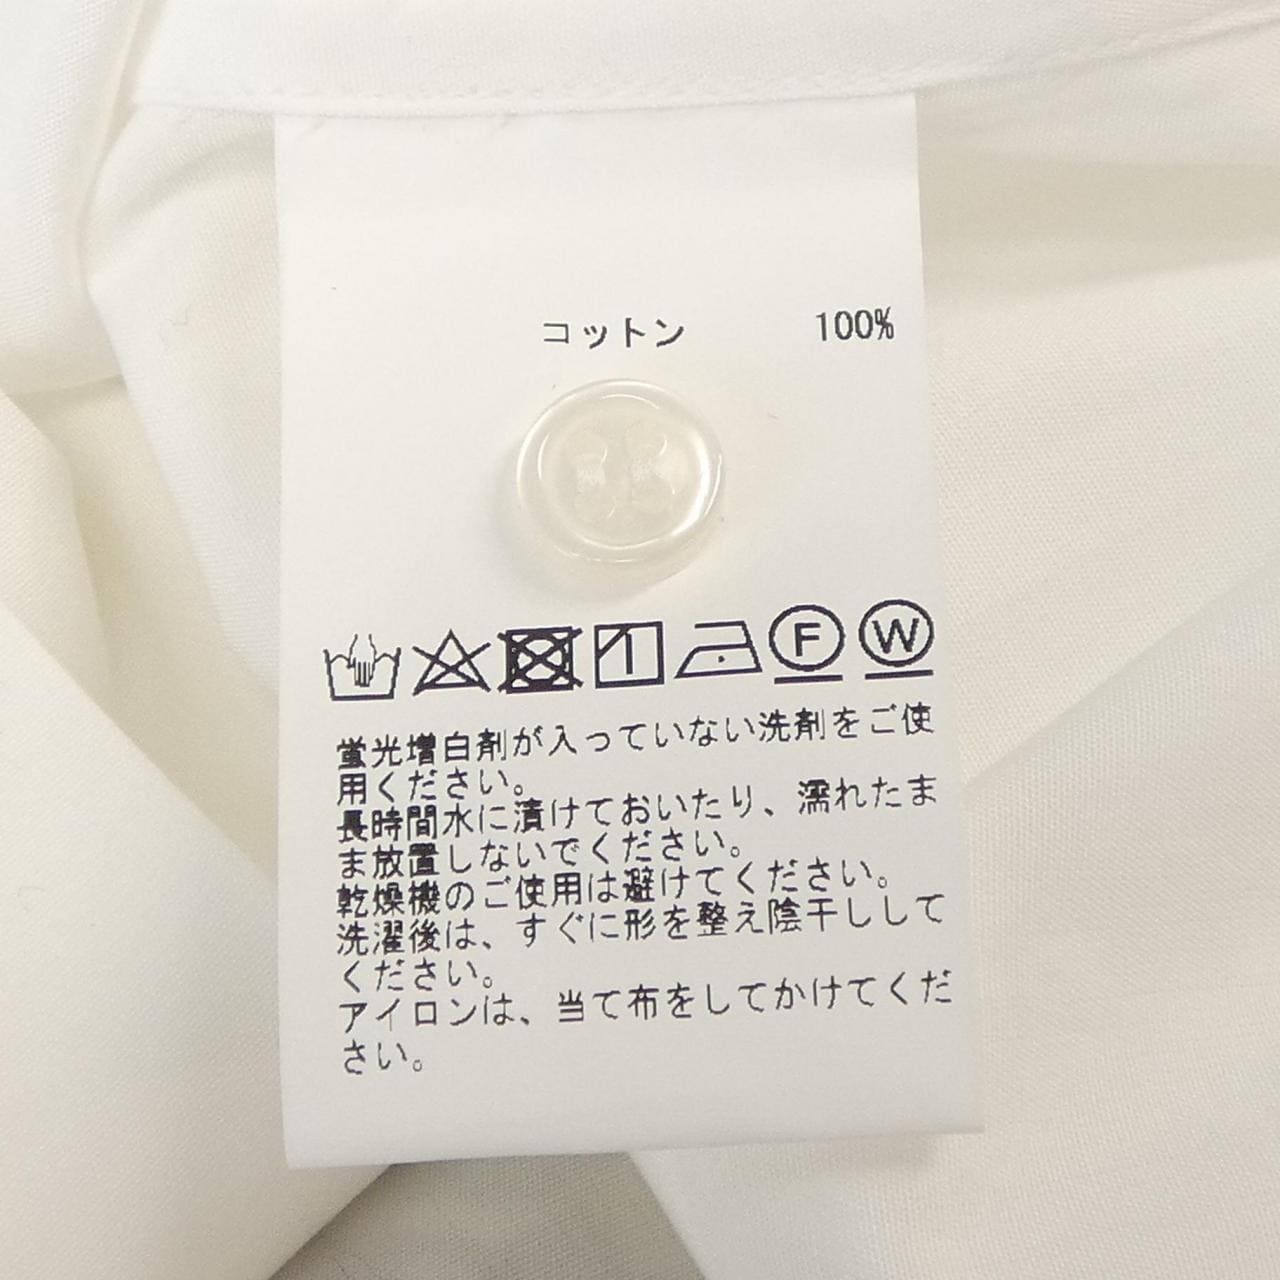 コットン 100%
F W
蛍光増白剤が入っていない洗剤をご使
用ください。
長時間水に漬けておいたり、濡れたま
ま放置しないでください。
乾燥機のご使用は避けてください。
洗濯後は、すぐに形を整え陰干しして
ください。
アイロンは、当て布をしてかけてくだ
さい。